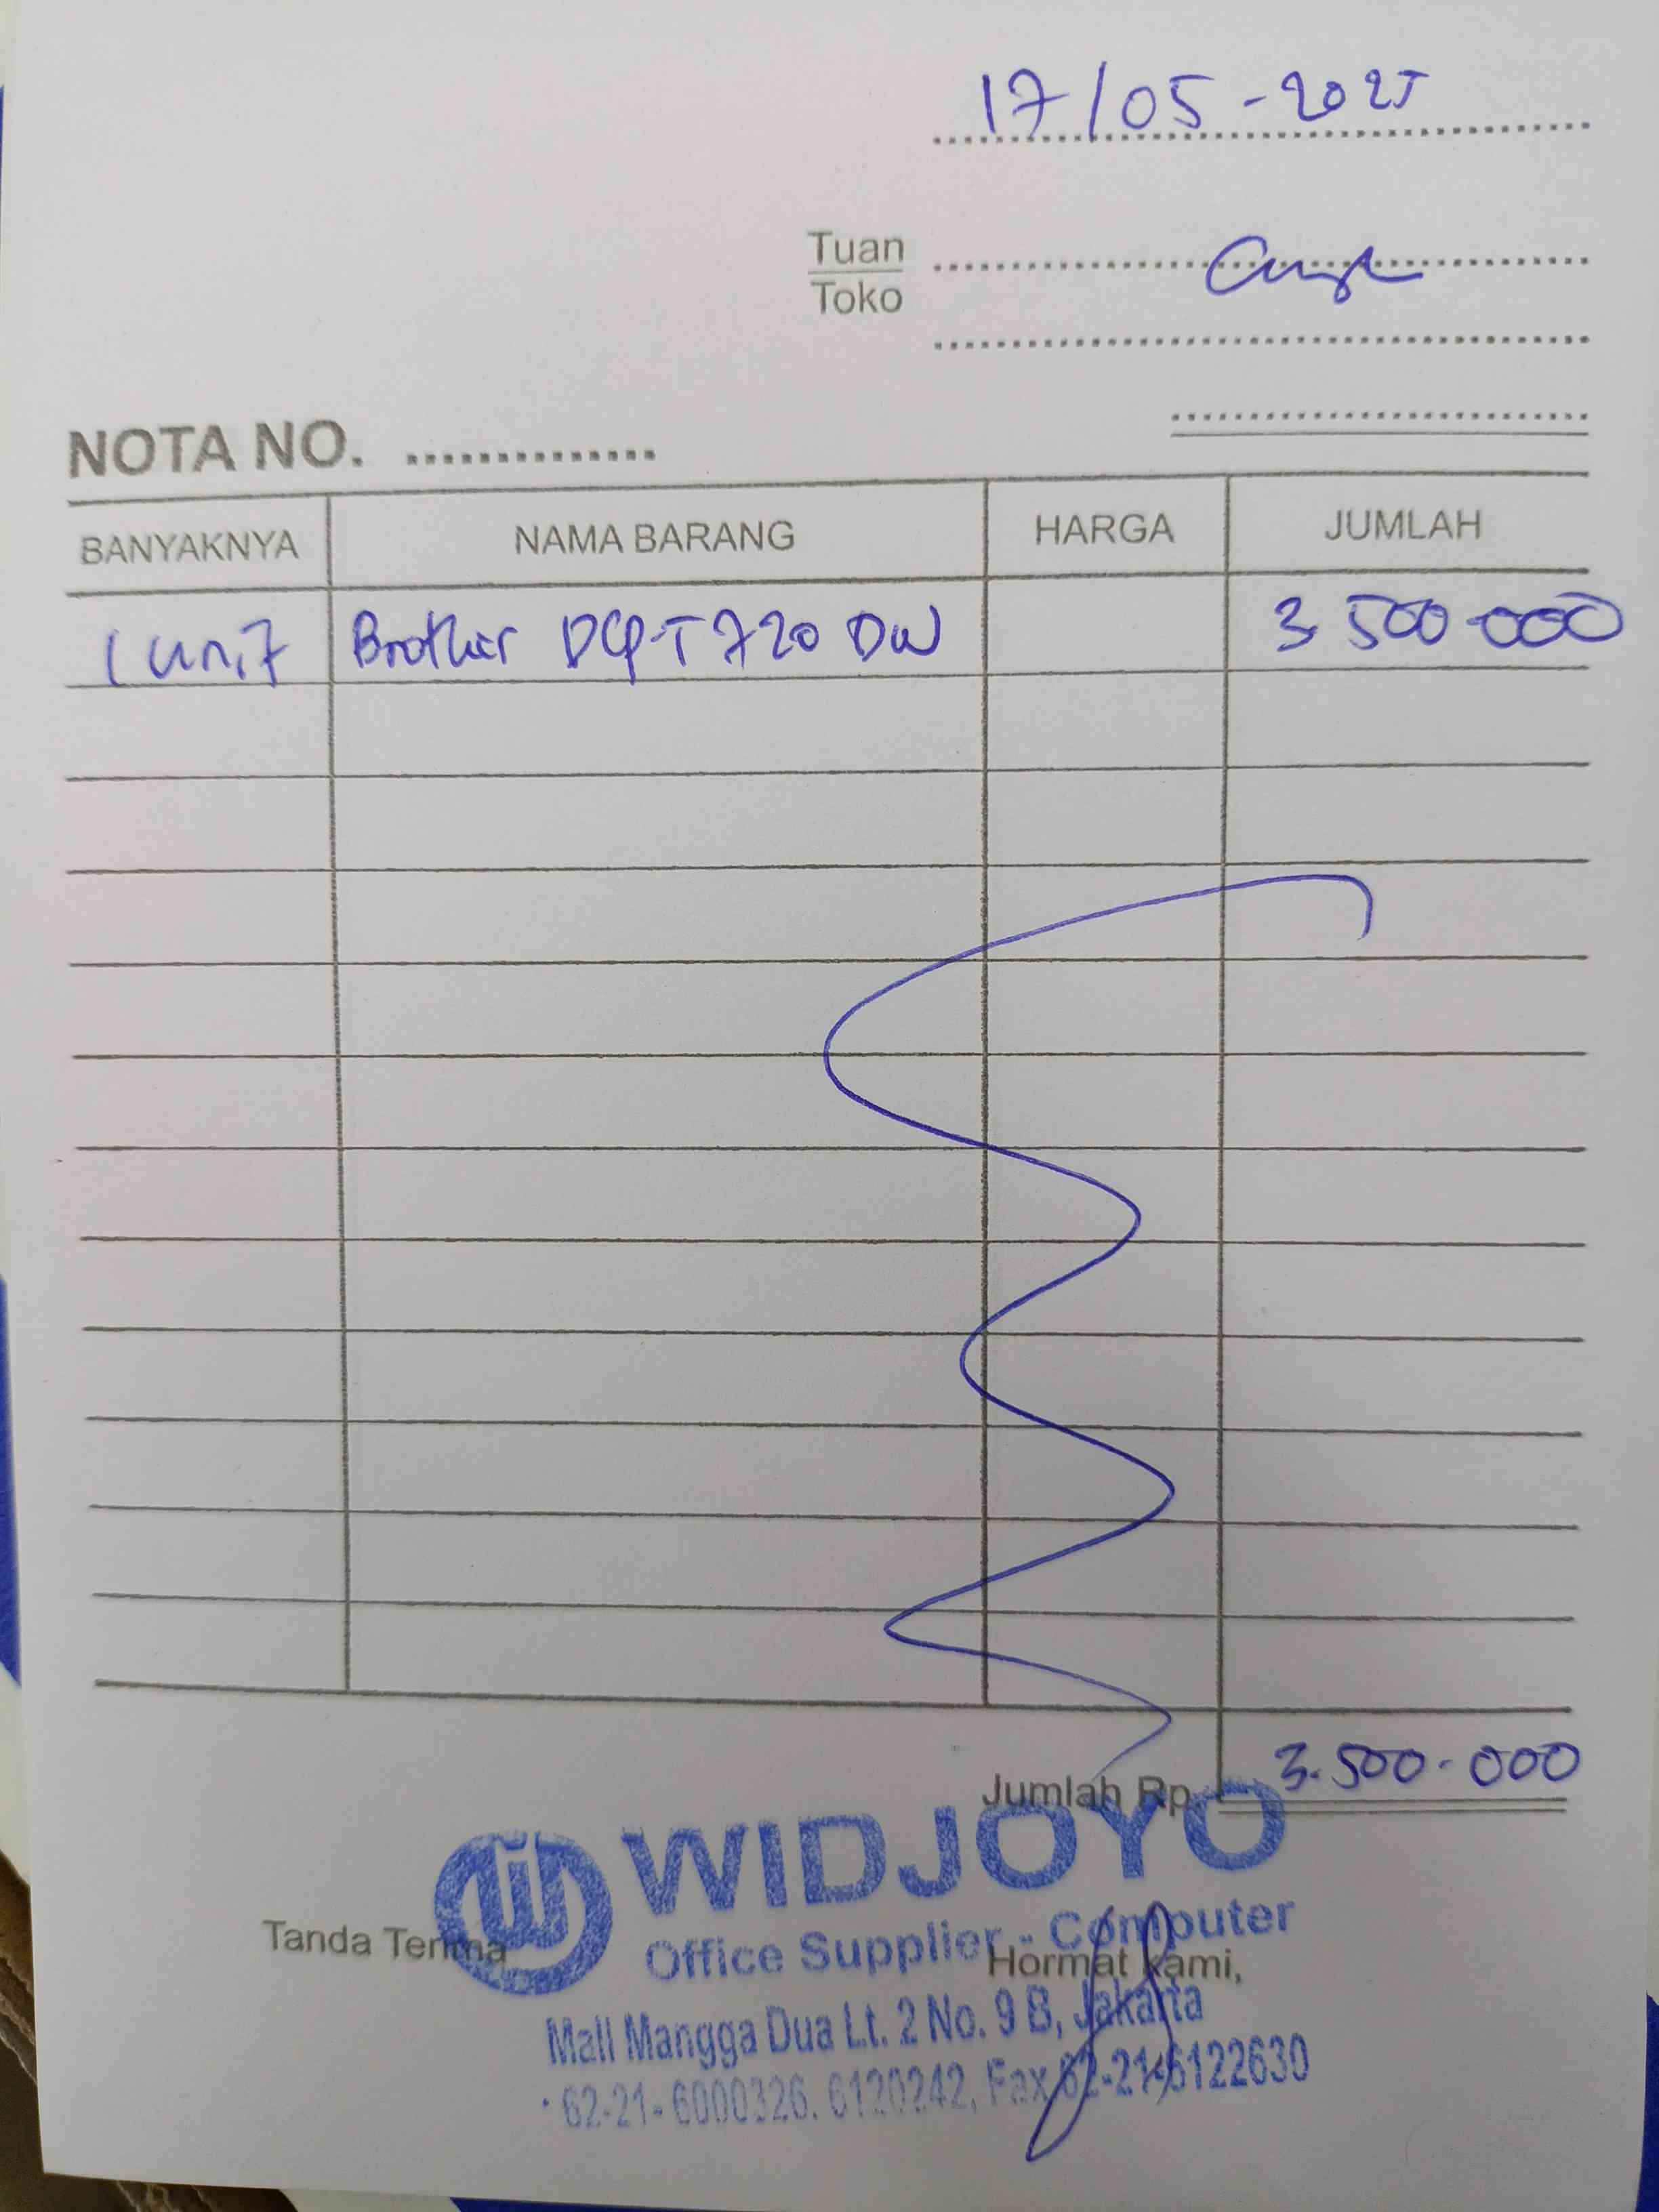 17/05-2025
Tuan
Toko
NOTA NO. ...............
BANYAKNYA NAMA BARANG HARGA JUMLAH
1 unit Brother DCP-T720 DW 3.500.000
Jumlah Rp. 3.500.000
WIDJOYO
Office Supplier - Computer
Tanda Terima Hormat kami,
Mall Mangga Dua Lt. 2 No. 9 B, Jakarta
62-21-6000326, 6120242, Fax 62-21-6122630